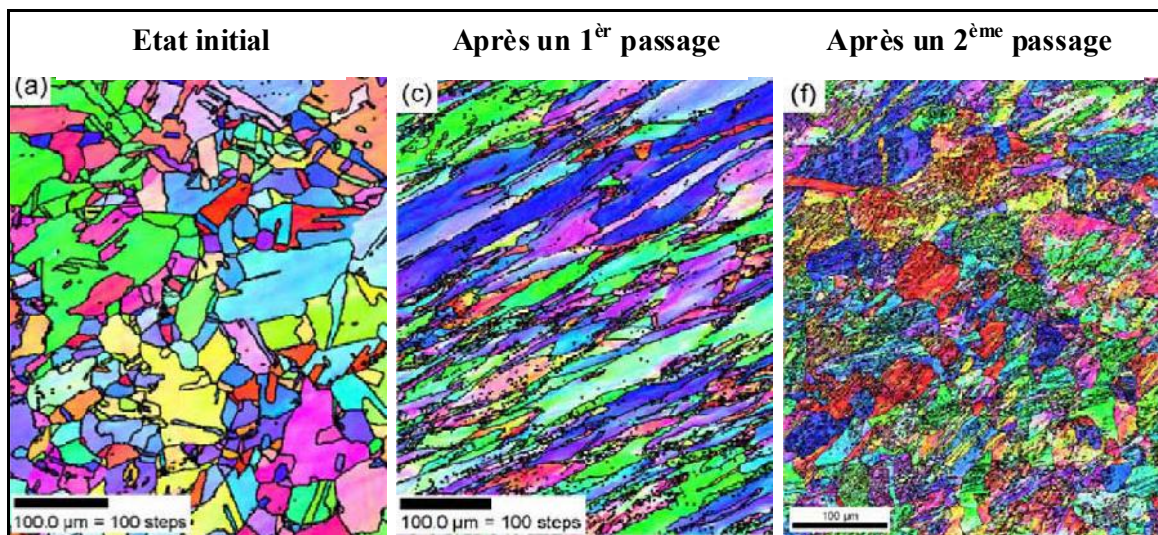 Etat initial
Après un 1èr passage
Après un 2ème passage
(a)
(c)
(f)
100.0 µm = 100 steps
100.0 µm = 100 steps
100 µm